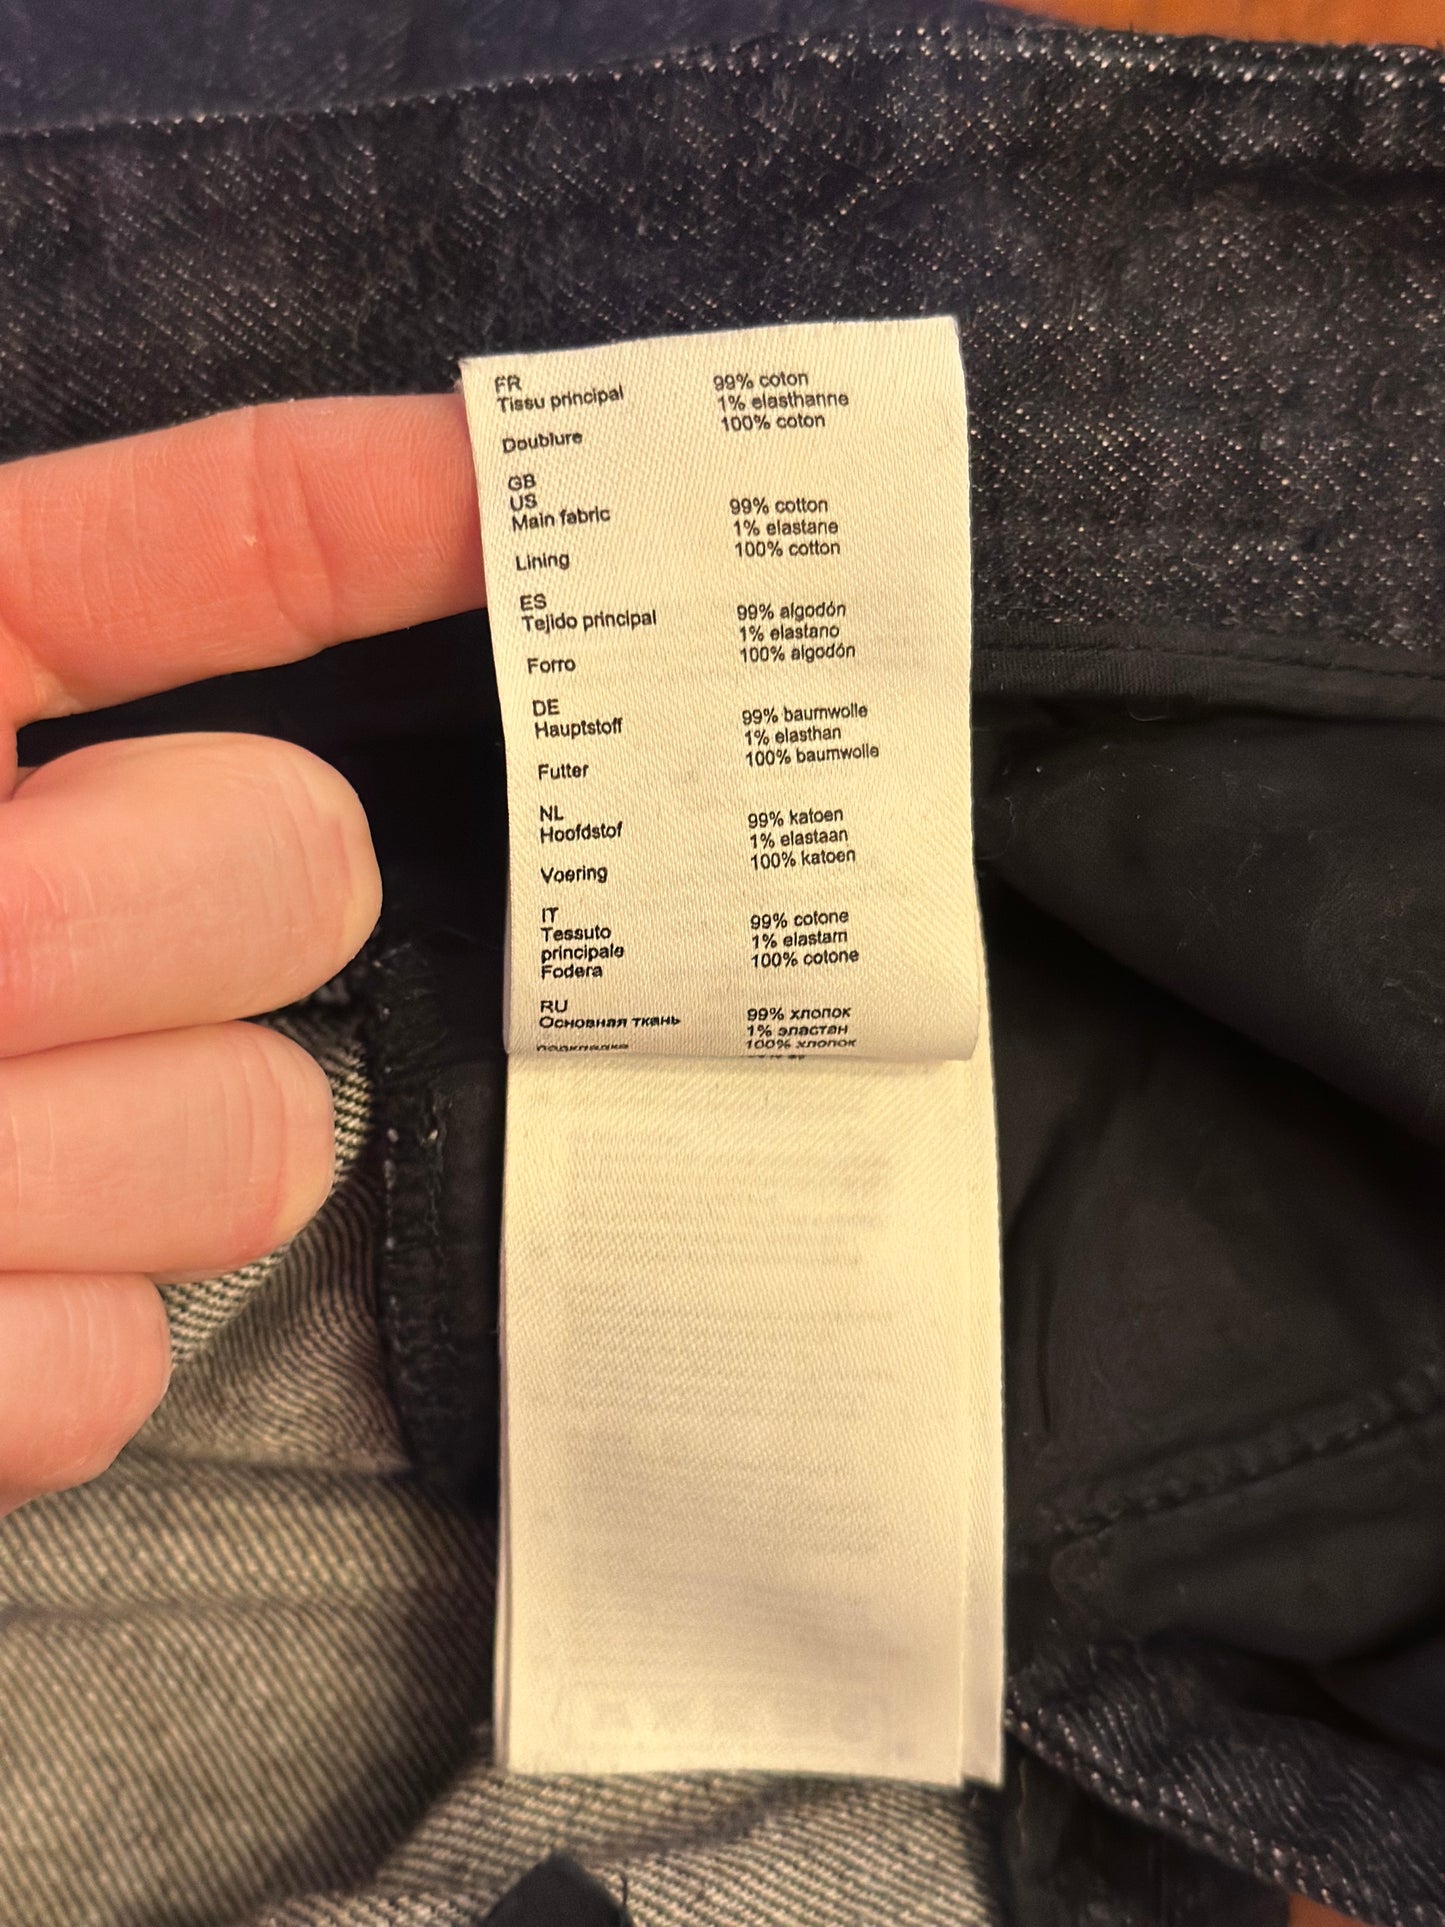 FR
Tissu principal 99% coton
1% elasthanne
Doublure 100% coton
GB
US
Main fabric 99% cotton
1% elastane
Lining 100% cotton
ES
Tejido principal 99% algodón
1% elastano
Forro 100% algodón
DE
Hauptstoff 99% baumwolle
1% elasthan
Futter 100% baumwolle
NL
Hoofdstof 99% katoen
1% elastaan
Voering 100% katoen
IT
Tessuto 99% cotone
principale 1% elastam
Fodera 100% cotone
RU
Основная ткань 99% хлопок
1% эластан
подкладка 100% хлопок